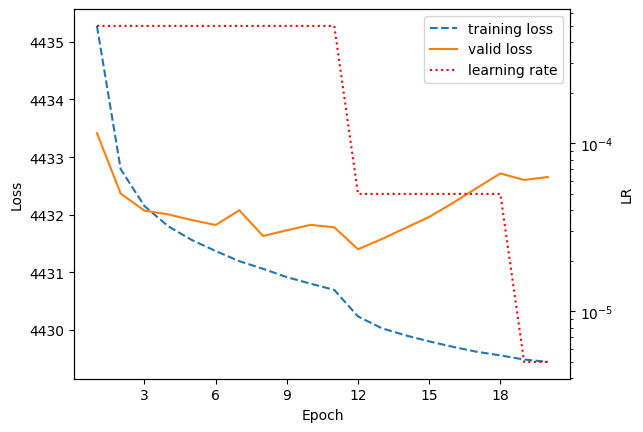 training loss
valid loss
learning rate
4435
4434
4433
4432
4431
4430
Loss
10⁻⁴
10⁻⁵
LR
3 6 9 12 15 18
Epoch